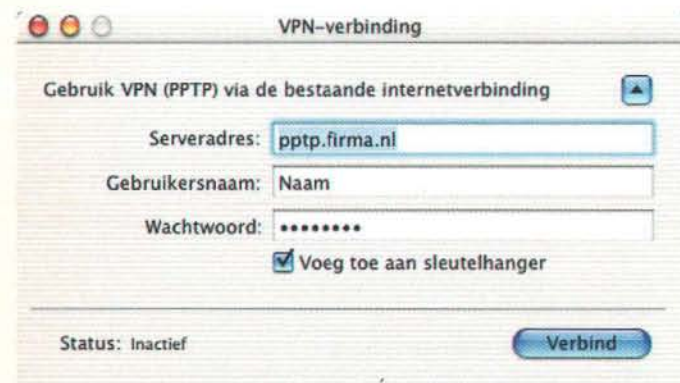 VPN-verbinding
Gebruik VPN (PPTP) via de bestaande internetverbinding
Serveradres: pptp.firma.nl
Gebruikersnaam: Naam
Wachtwoord: ••••••••
Voeg toe aan sleutelhanger
Status: Inactief
Verbind